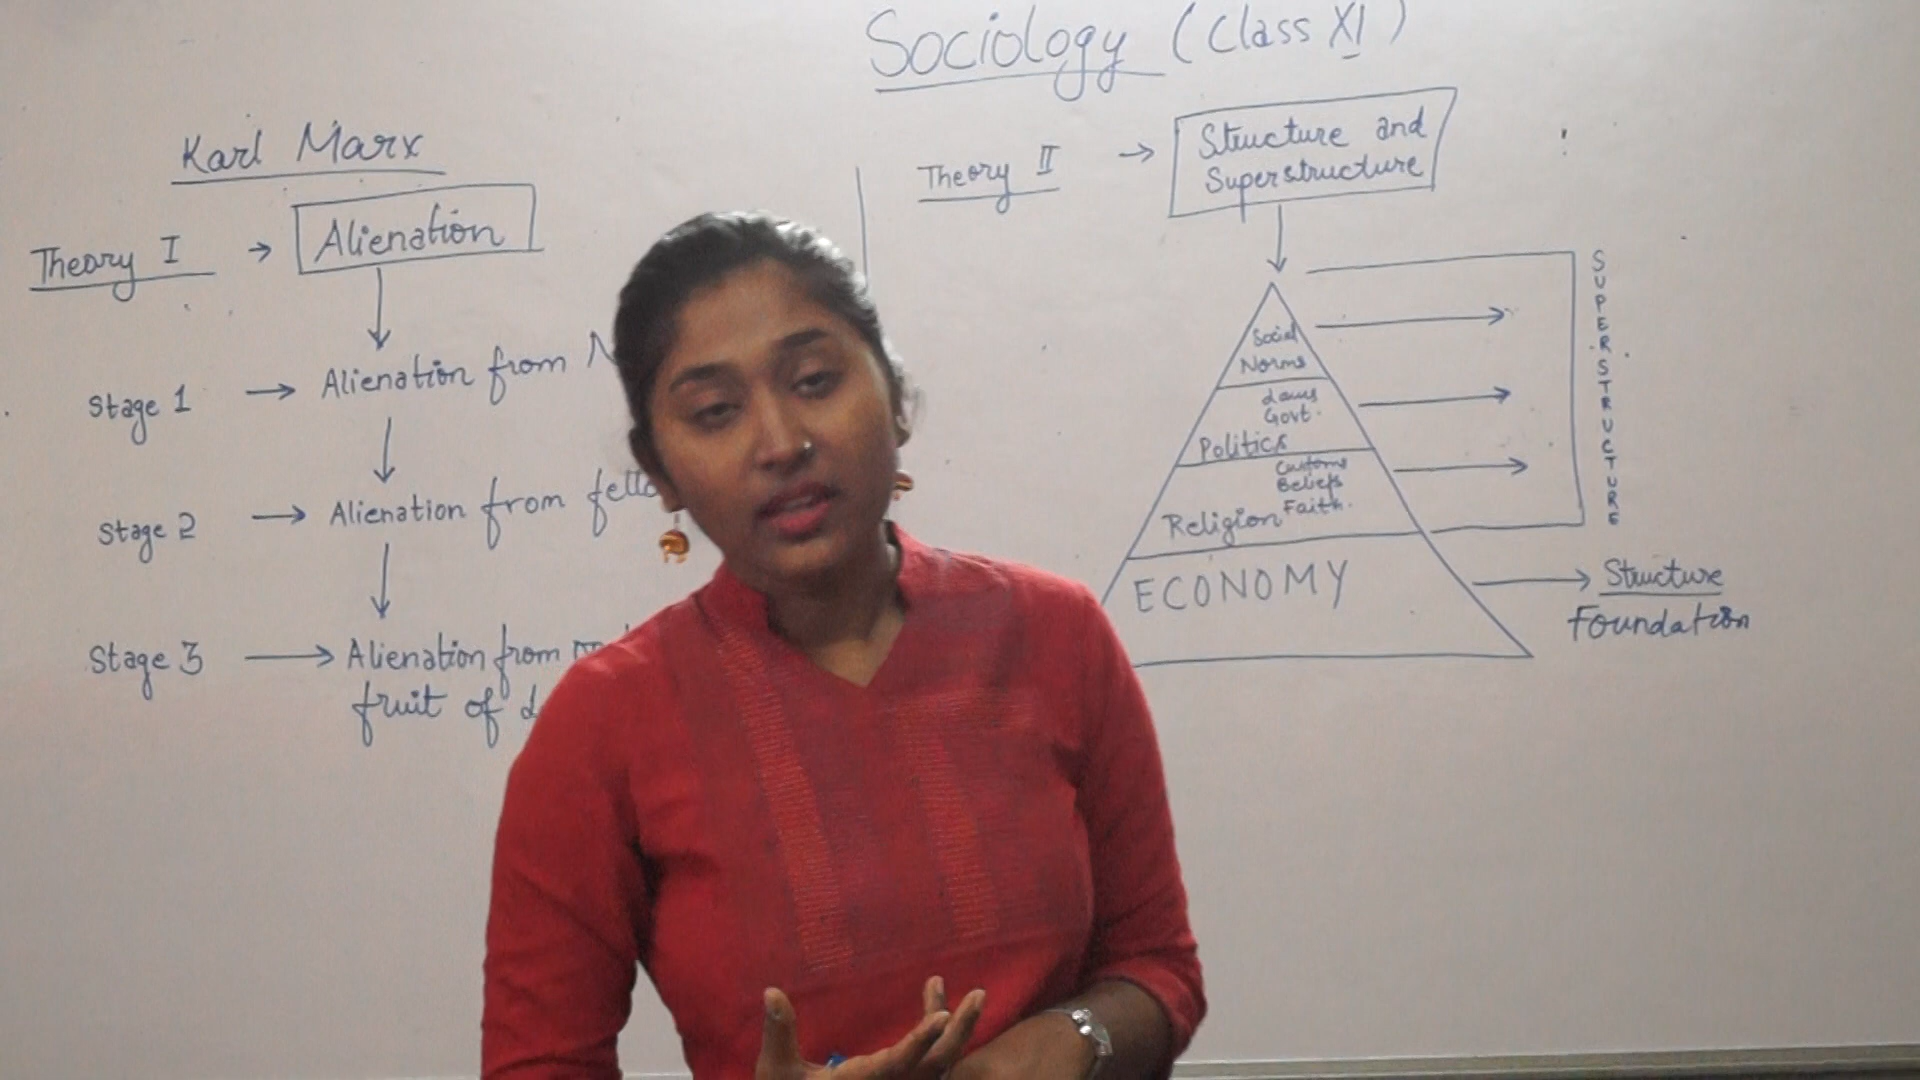 Sociology (Class XI)
Karl Marx
Theory I → Alienation
Stage 1 → Alienation from
Stage 2 → Alienation from
Stage 3 → Alienation from
fruit of
Theory II → Structure and
Superstructure
Social
Norms
Laws
Govt.
Politics
Customs
Beliefs
Faith.
Religion
ECONOMY
SUPERSTRUCTURE
Structure
Foundation